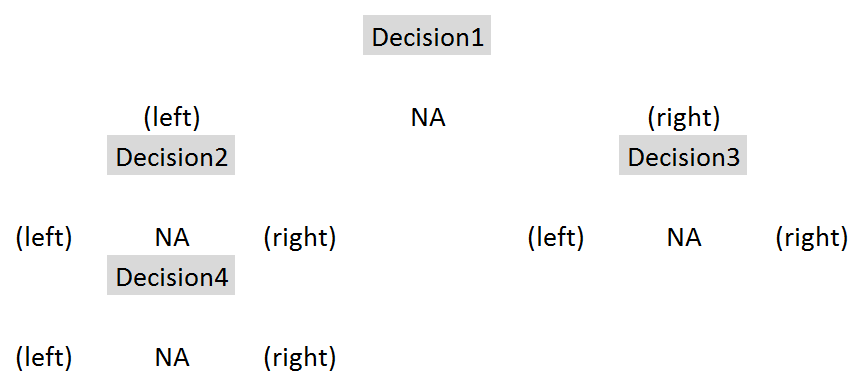 Decision1
(left) NA (right)
Decision2 Decision3
(left) NA (right) (left) NA (right)
Decision4
(left) NA (right)